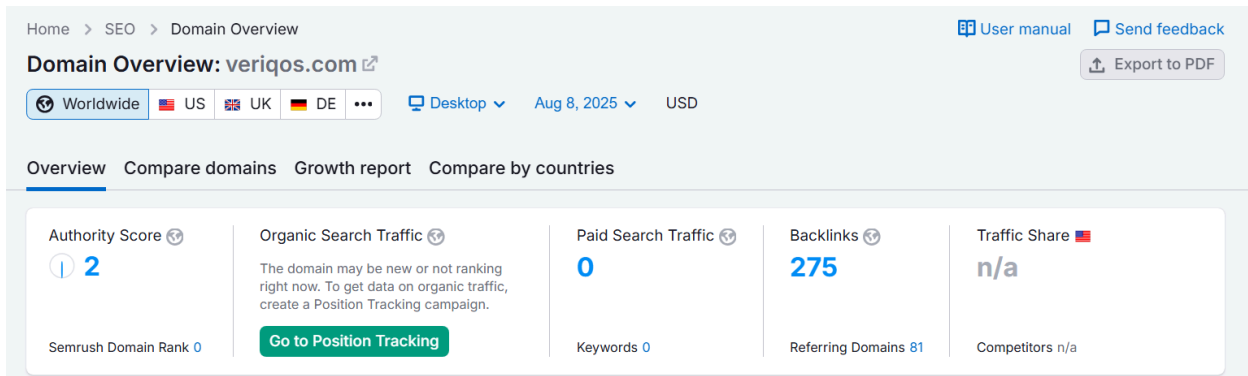 Home > SEO > Domain Overview
User manual
Send feedback
Domain Overview: veriqos.com
Export to PDF
Worldwide
US
UK
DE
•••
Desktop
Aug 8, 2025
USD
Overview
Compare domains
Growth report
Compare by countries
Authority Score
2
Semrush Domain Rank 0
Organic Search Traffic
The domain may be new or not ranking
right now. To get data on organic traffic,
create a Position Tracking campaign.
Go to Position Tracking
Paid Search Traffic
0
Keywords 0
Backlinks
275
Referring Domains 81
Traffic Share
n/a
Competitors n/a